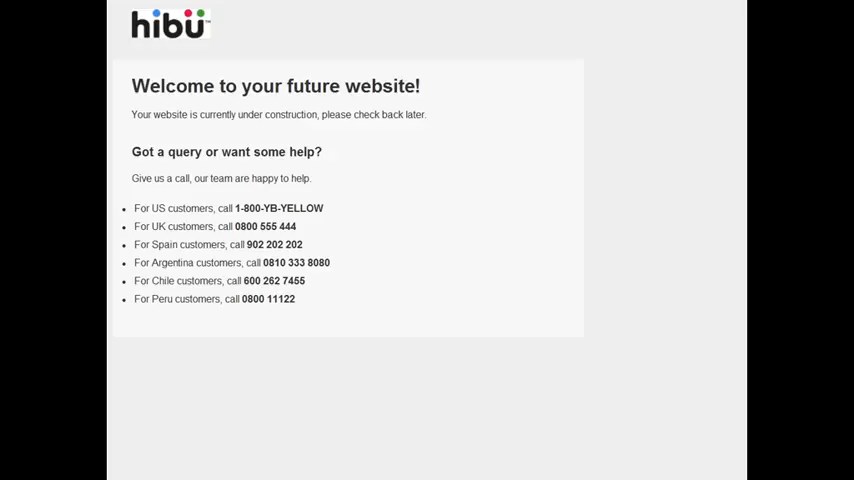 hibü™
Welcome to your future website!
Your website is currently under construction, please check back later.
Got a query or want some help?
Give us a call, our team are happy to help.
• For US customers, call 1-800-YB-YELLOW
• For UK customers, call 0800 555 444
• For Spain customers, call 902 202 202
• For Argentina customers, call 0810 333 8080
• For Chile customers, call 600 262 7455
• For Peru customers, call 0800 11122